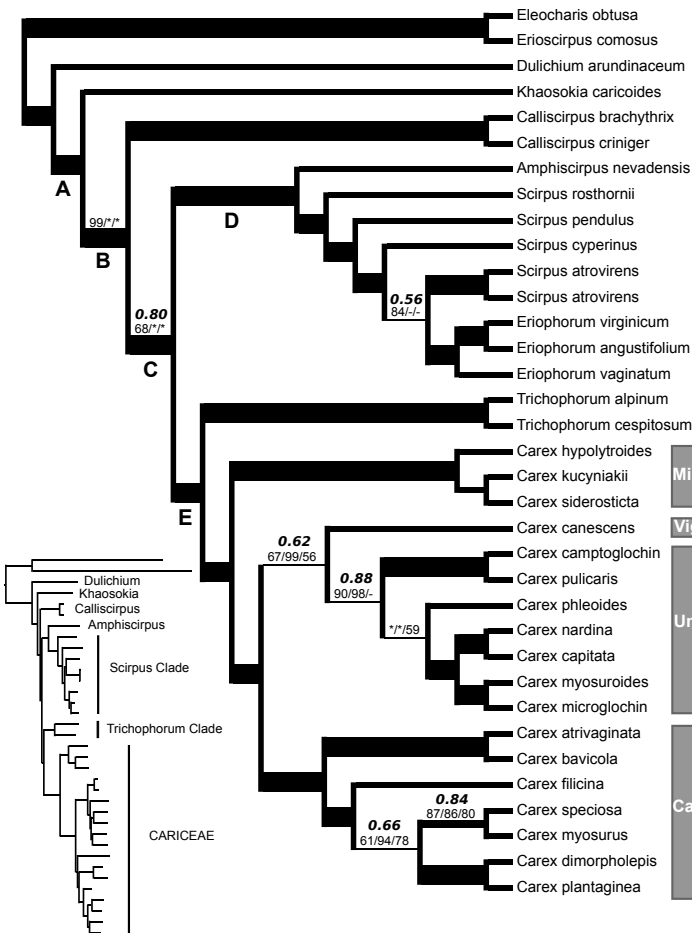 Eleocharis obtusa
Erioscirpus comosus
Dulichium arundinaceum
Khaosokia caricoides
Calliscirpus brachythrix
Calliscirpus criniger
Amphiscirpus nevadensis
A
Scirpus rosthornii
D
Scirpus pendulus
99/*/*
B
Scirpus cyperinus
Scirpus atrovirens
0.56
84/-/-
Scirpus atrovirens
0.80
68/*/*
Eriophorum virginicum
Eriophorum angustifolium
C
Eriophorum vaginatum
Trichophorum alpinum
Trichophorum cespitosum
Carex hypolytroides
Mi
Carex kucyniakii
Carex siderosticta
E
Carex canescens
Vig
0.62
67/99/56
Carex camptoglochin
0.88
90/98/-
Carex pulicaris
Carex phleoides
Un
*/*/59
Carex nardina
Carex capitata
Carex myosuroides
Carex microglochin
Dulichium
Khaosokia
Calliscirpus
Amphiscirpus
Scirpus Clade
Trichophorum Clade
CARICEAE
Carex atrivaginata
Carex bavicola
Carex filicina
Ca
0.84
87/86/80
Carex speciosa
0.66
61/94/78
Carex myosurus
Carex dimorpholepis
Carex plantaginea